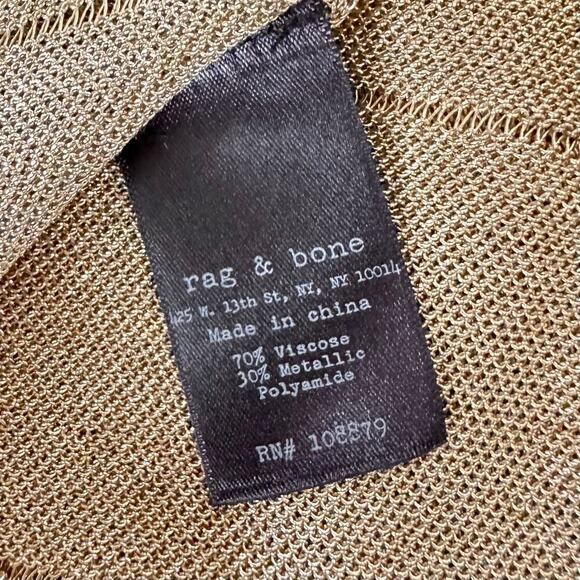 rag & bone
425 W. 13th St, NY, NY 10014
Made in china
70% Viscose
30% Metallic
Polyamide
RN# 108879